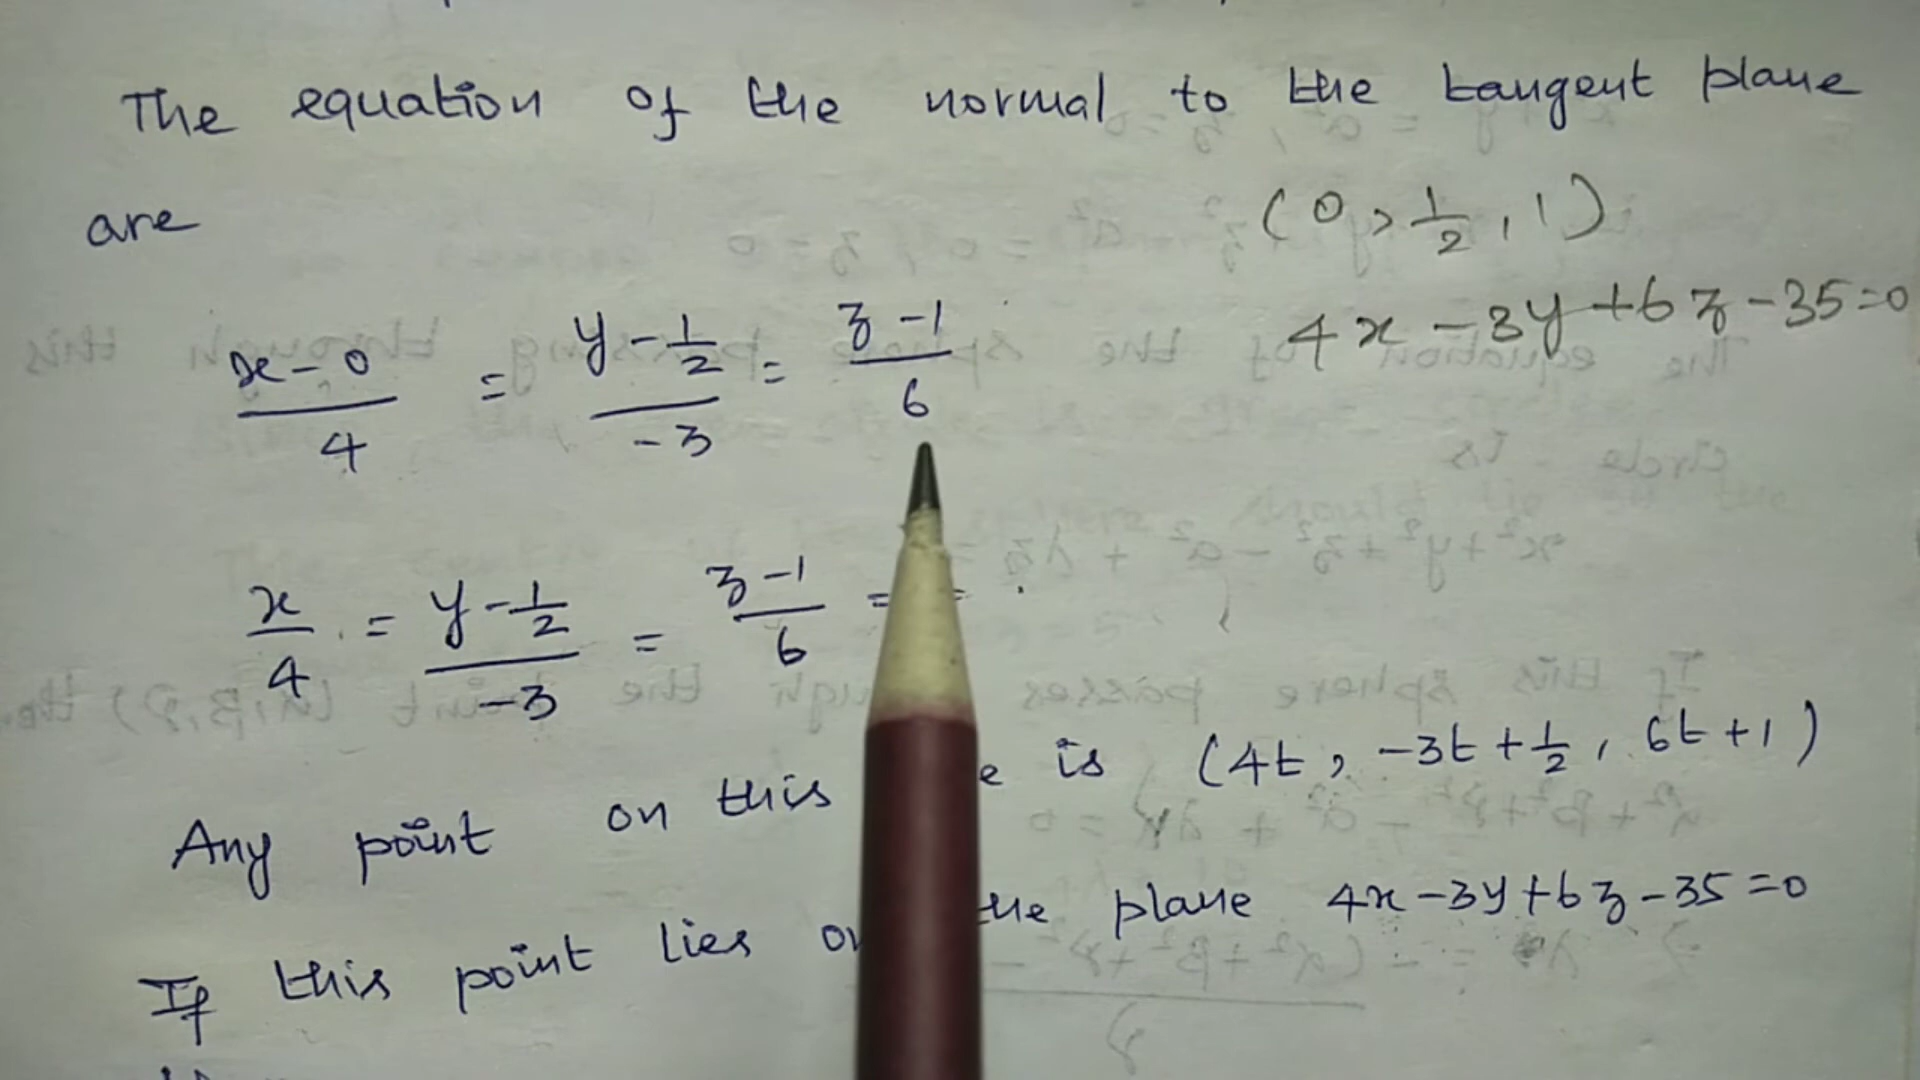 The equation of the normal to the tangent plane
are
(0, 1/2, 1)
4x - 3y + 6z - 35 = 0
(x - 0)/4 = (y - 1/2)/-3 = (z - 1)/6
x/4 = (y - 1/2)/-3 = (z - 1)/6 =
Any point on this is (4t, -3t + 1/2, 6t + 1)
If this point lies the plane 4x - 3y + 6z - 35 = 0